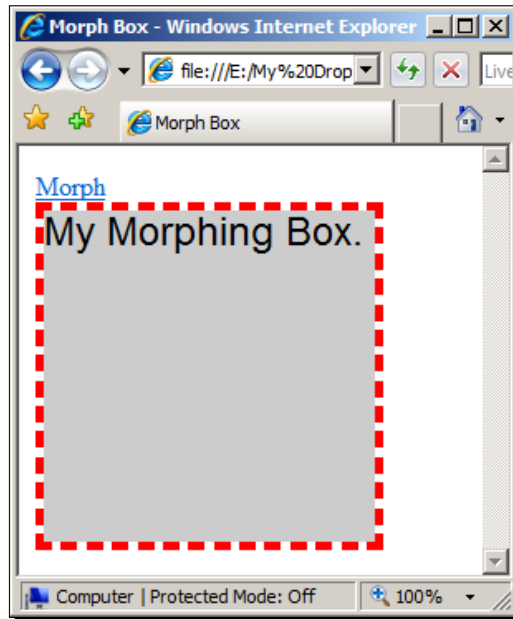 Morph Box - Windows Internet Explorer
file:///E:/My%20Drop
Live
Morph Box
Morph
My Morphing Box.
Computer | Protected Mode: Off
100%